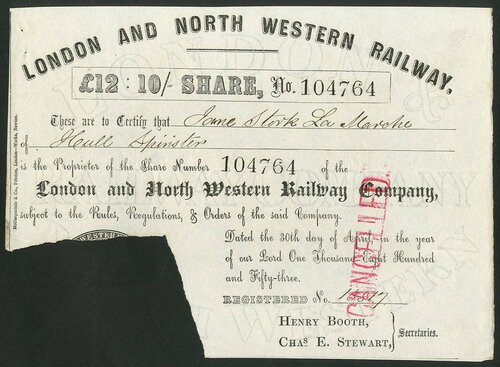 LONDON AND NORTH WESTERN RAILWAY.
£12 : 10/- SHARE, No. 104764
These are to Certify that Jane Stork La Marche
of Hull Spinster
is the Proprietor of the Share Number 104764 of the
London and North Western Railway Company,
subject to the Rules, Regulations, & Orders of the said Company.
Dated the 30th day of April, in the year
of our Lord One Thousand Eight Hundred
and Fifty-three.
REGISTERED No.
HENRY BOOTH,
CHAS E. STEWART,
Secretaries.
CANCELLED
WESTERN